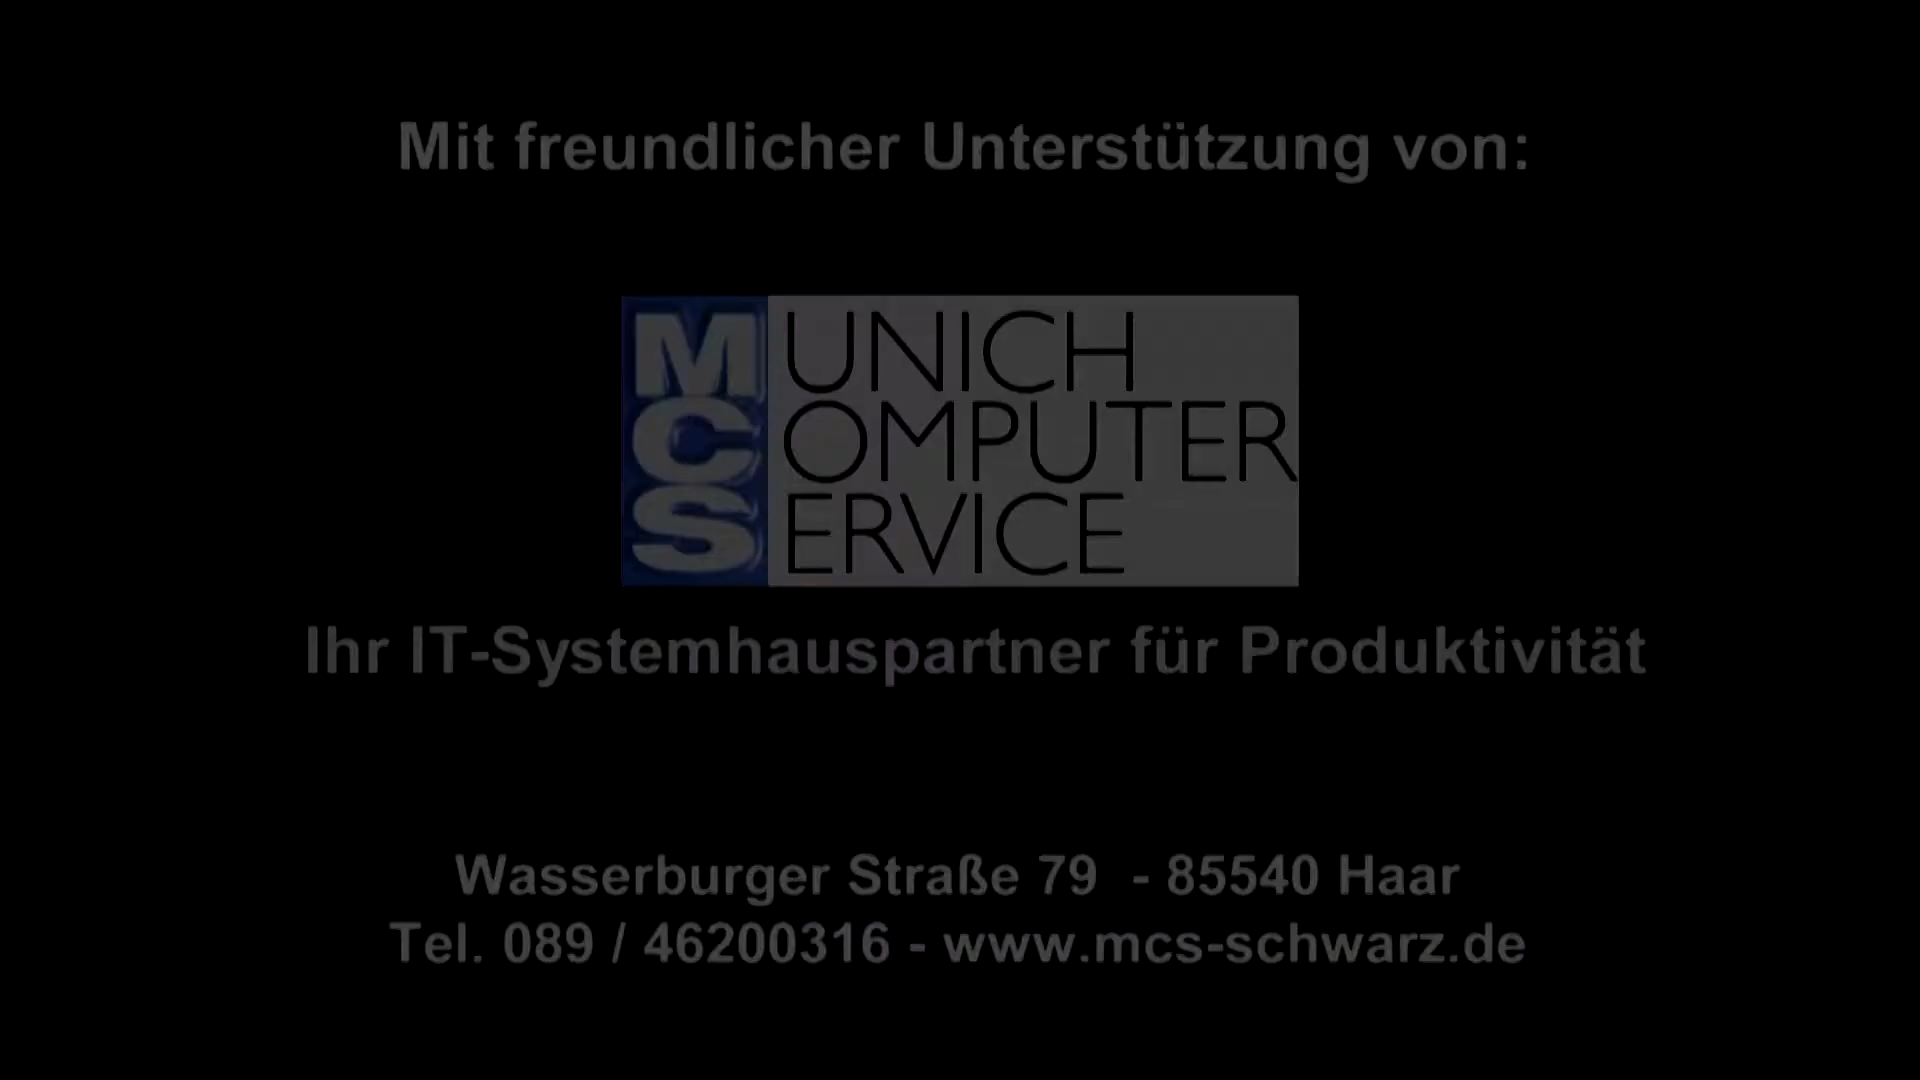 Mit freundlicher Unterstützung von:
MUNICH
COMPUTER
SERVICE
Ihr IT-Systemhauspartner für Produktivität
Wasserburger Straße 79 - 85540 Haar
Tel. 089 / 46200316 - www.mcs-schwarz.de